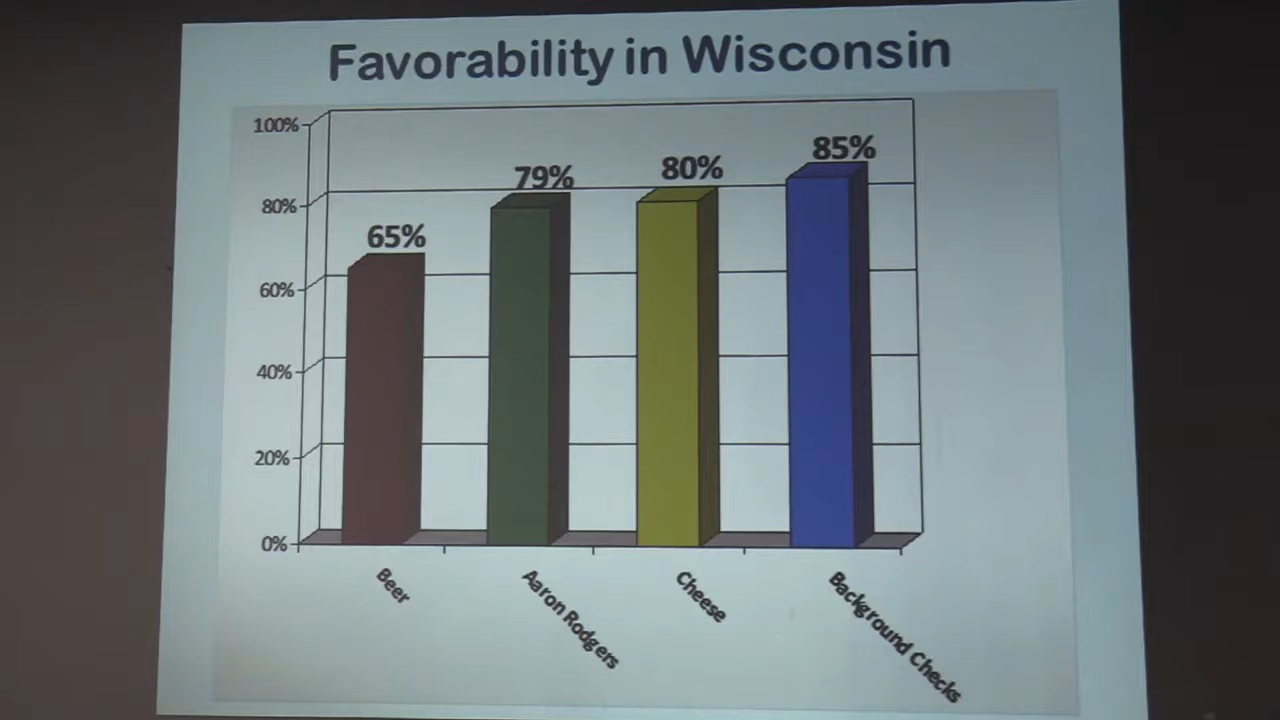 Favorability in Wisconsin
100%
80%
60%
40%
20%
0%
65%
79%
80%
85%
Beer
Aaron Rodgers
Cheese
Background Checks